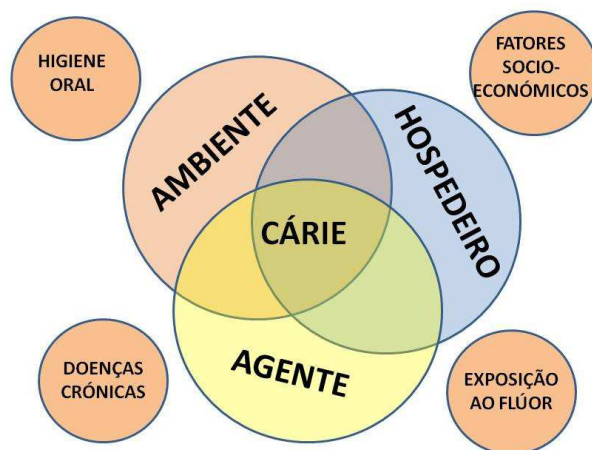 HIGIENE
ORAL
FATORES
SOCIO-
ECONÓMICOS
AMBIENTE
HOSPEDEIRO
CÁRIE
AGENTE
DOENÇAS
CRÓNICAS
EXPOSIÇÃO
AO FLÚOR